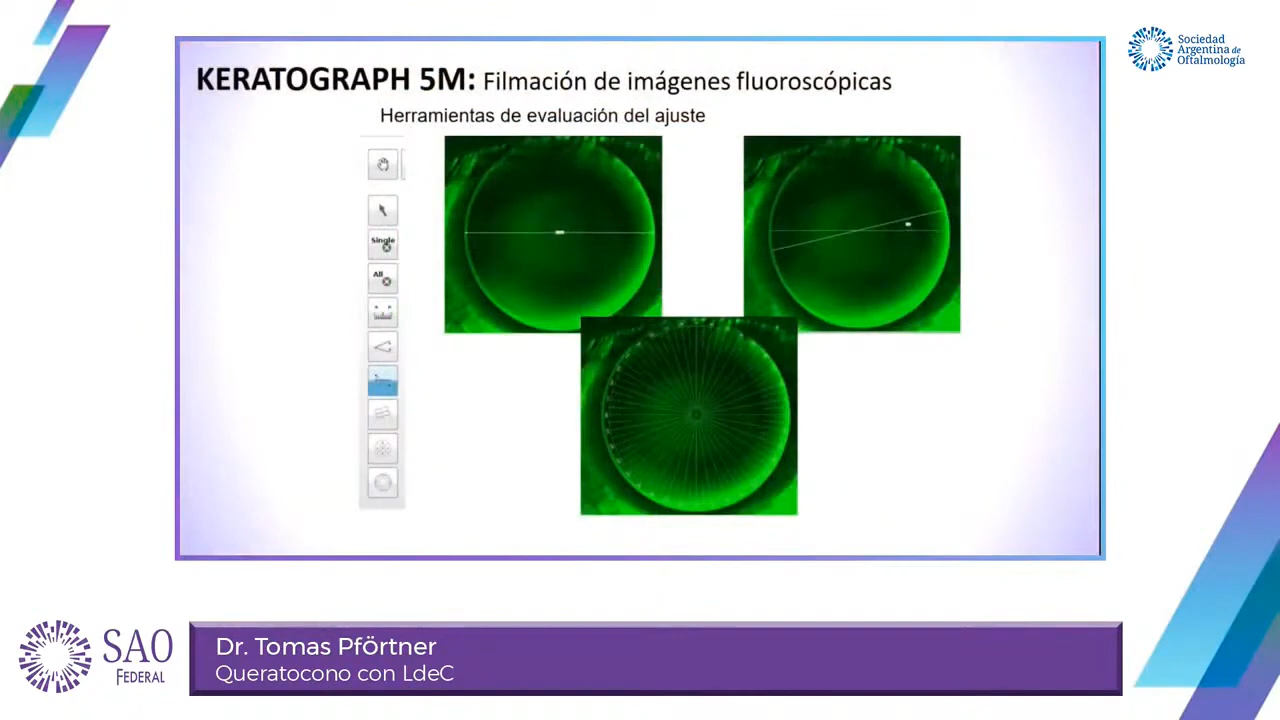 Sociedad
Argentina de
Oftalmología
KERATOGRAPH 5M: Filmación de imágenes fluoroscópicas
Herramientas de evaluación del ajuste
Single
All
SAO
FEDERAL
Dr. Tomas Pförtner
Queratocono con LdeC